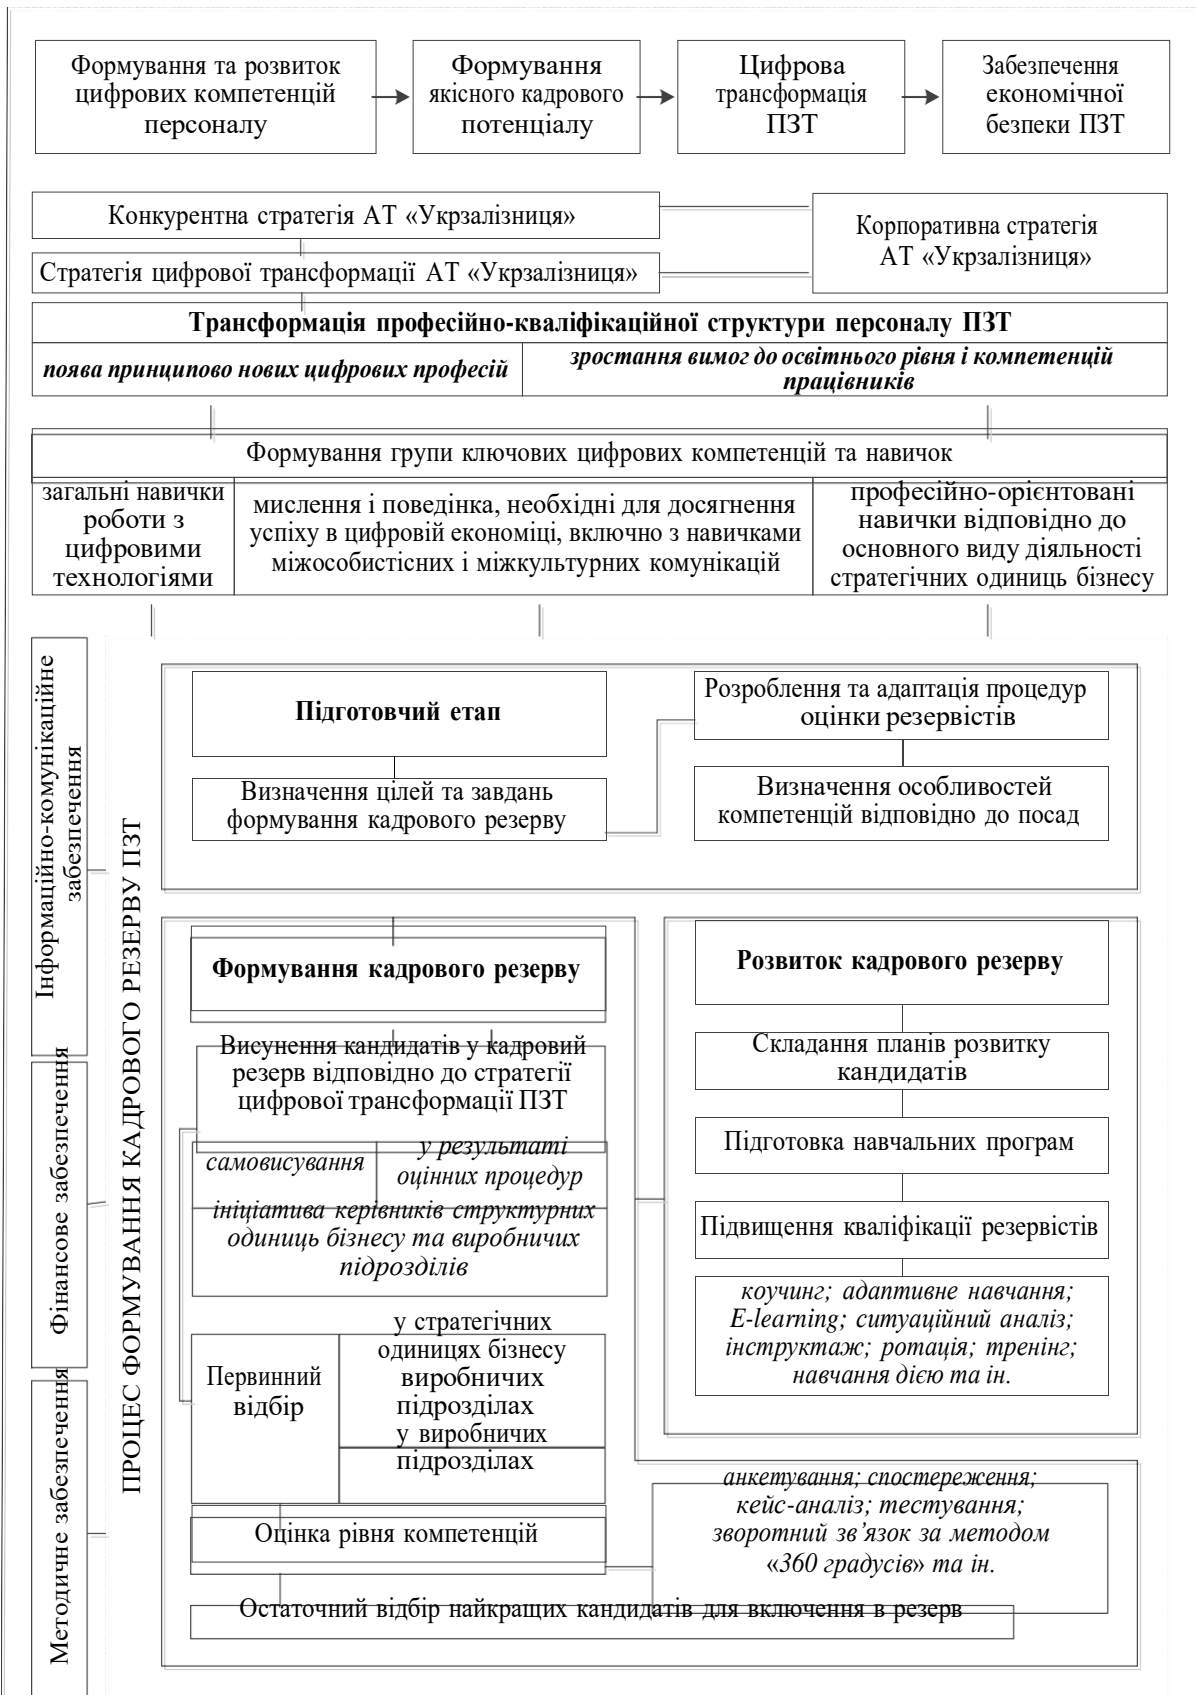 Формування та розвиток
цифрових компетенцій
персоналу
Формування
якісного кадрового
потенціалу
Цифрова
трансформація
ПЗТ
Забезпечення
економічної
безпеки ПЗТ
Конкурентна стратегія АТ «Укрзалізниця»
Корпоративна стратегія
АТ «Укрзалізниця»
Стратегія цифрової трансформації АТ «Укрзалізниця»
Трансформація професійно-кваліфікаційної структури персоналу ПЗТ
поява принципово нових цифрових професій
зростання вимог до освітнього рівня і компетенцій
працівників
Формування групи ключових цифрових компетенцій та навичок
загальні навички
роботи з
цифровими
технологіями
мислення і поведінка, необхідні для досягнення
успіху в цифровій економіці, включно з навичками
міжособистісних і міжкультурних комунікацій
професійно-орієнтовані
навички відповідно до
основного виду діяльності
стратегічних одиниць бізнесу
Інформаційно-комунікаційне
забезпечення
Фінансове забезпечення
Методичне забезпечення
ПРОЦЕС ФОРМУВАННЯ КАДРОВОГО РЕЗЕРВУ ПЗТ
Підготовчий етап
Визначення цілей та завдань
формування кадрового резерву
Розроблення та адаптація процедур
оцінки резервістів
Визначення особливостей
компетенцій відповідно до посад
Формування кадрового резерву
Висунення кандидатів у кадровий
резерв відповідно до стратегії
цифрової трансформації ПЗТ
самовисування
у результаті
оцінних процедур
ініціатива керівників структурних
одиниць бізнесу та виробничих
підрозділів
Первинний
відбір
у стратегічних
одиницях бізнесу
виробничих
підрозділах
у виробничих
підрозділах
Оцінка рівня компетенцій
Остаточний відбір найкращих кандидатів для включення в резерв
Розвиток кадрового резерву
Складання планів розвитку
кандидатів
Підготовка навчальних програм
Підвищення кваліфікації резервістів
коучинг; адаптивне навчання;
E-learning; ситуаційний аналіз;
інструктаж; ротація; тренінг;
навчання дією та ін.
анкетування; спостереження;
кейс-аналіз; тестування;
зворотний зв’язок за методом
«360 градусів» та ін.